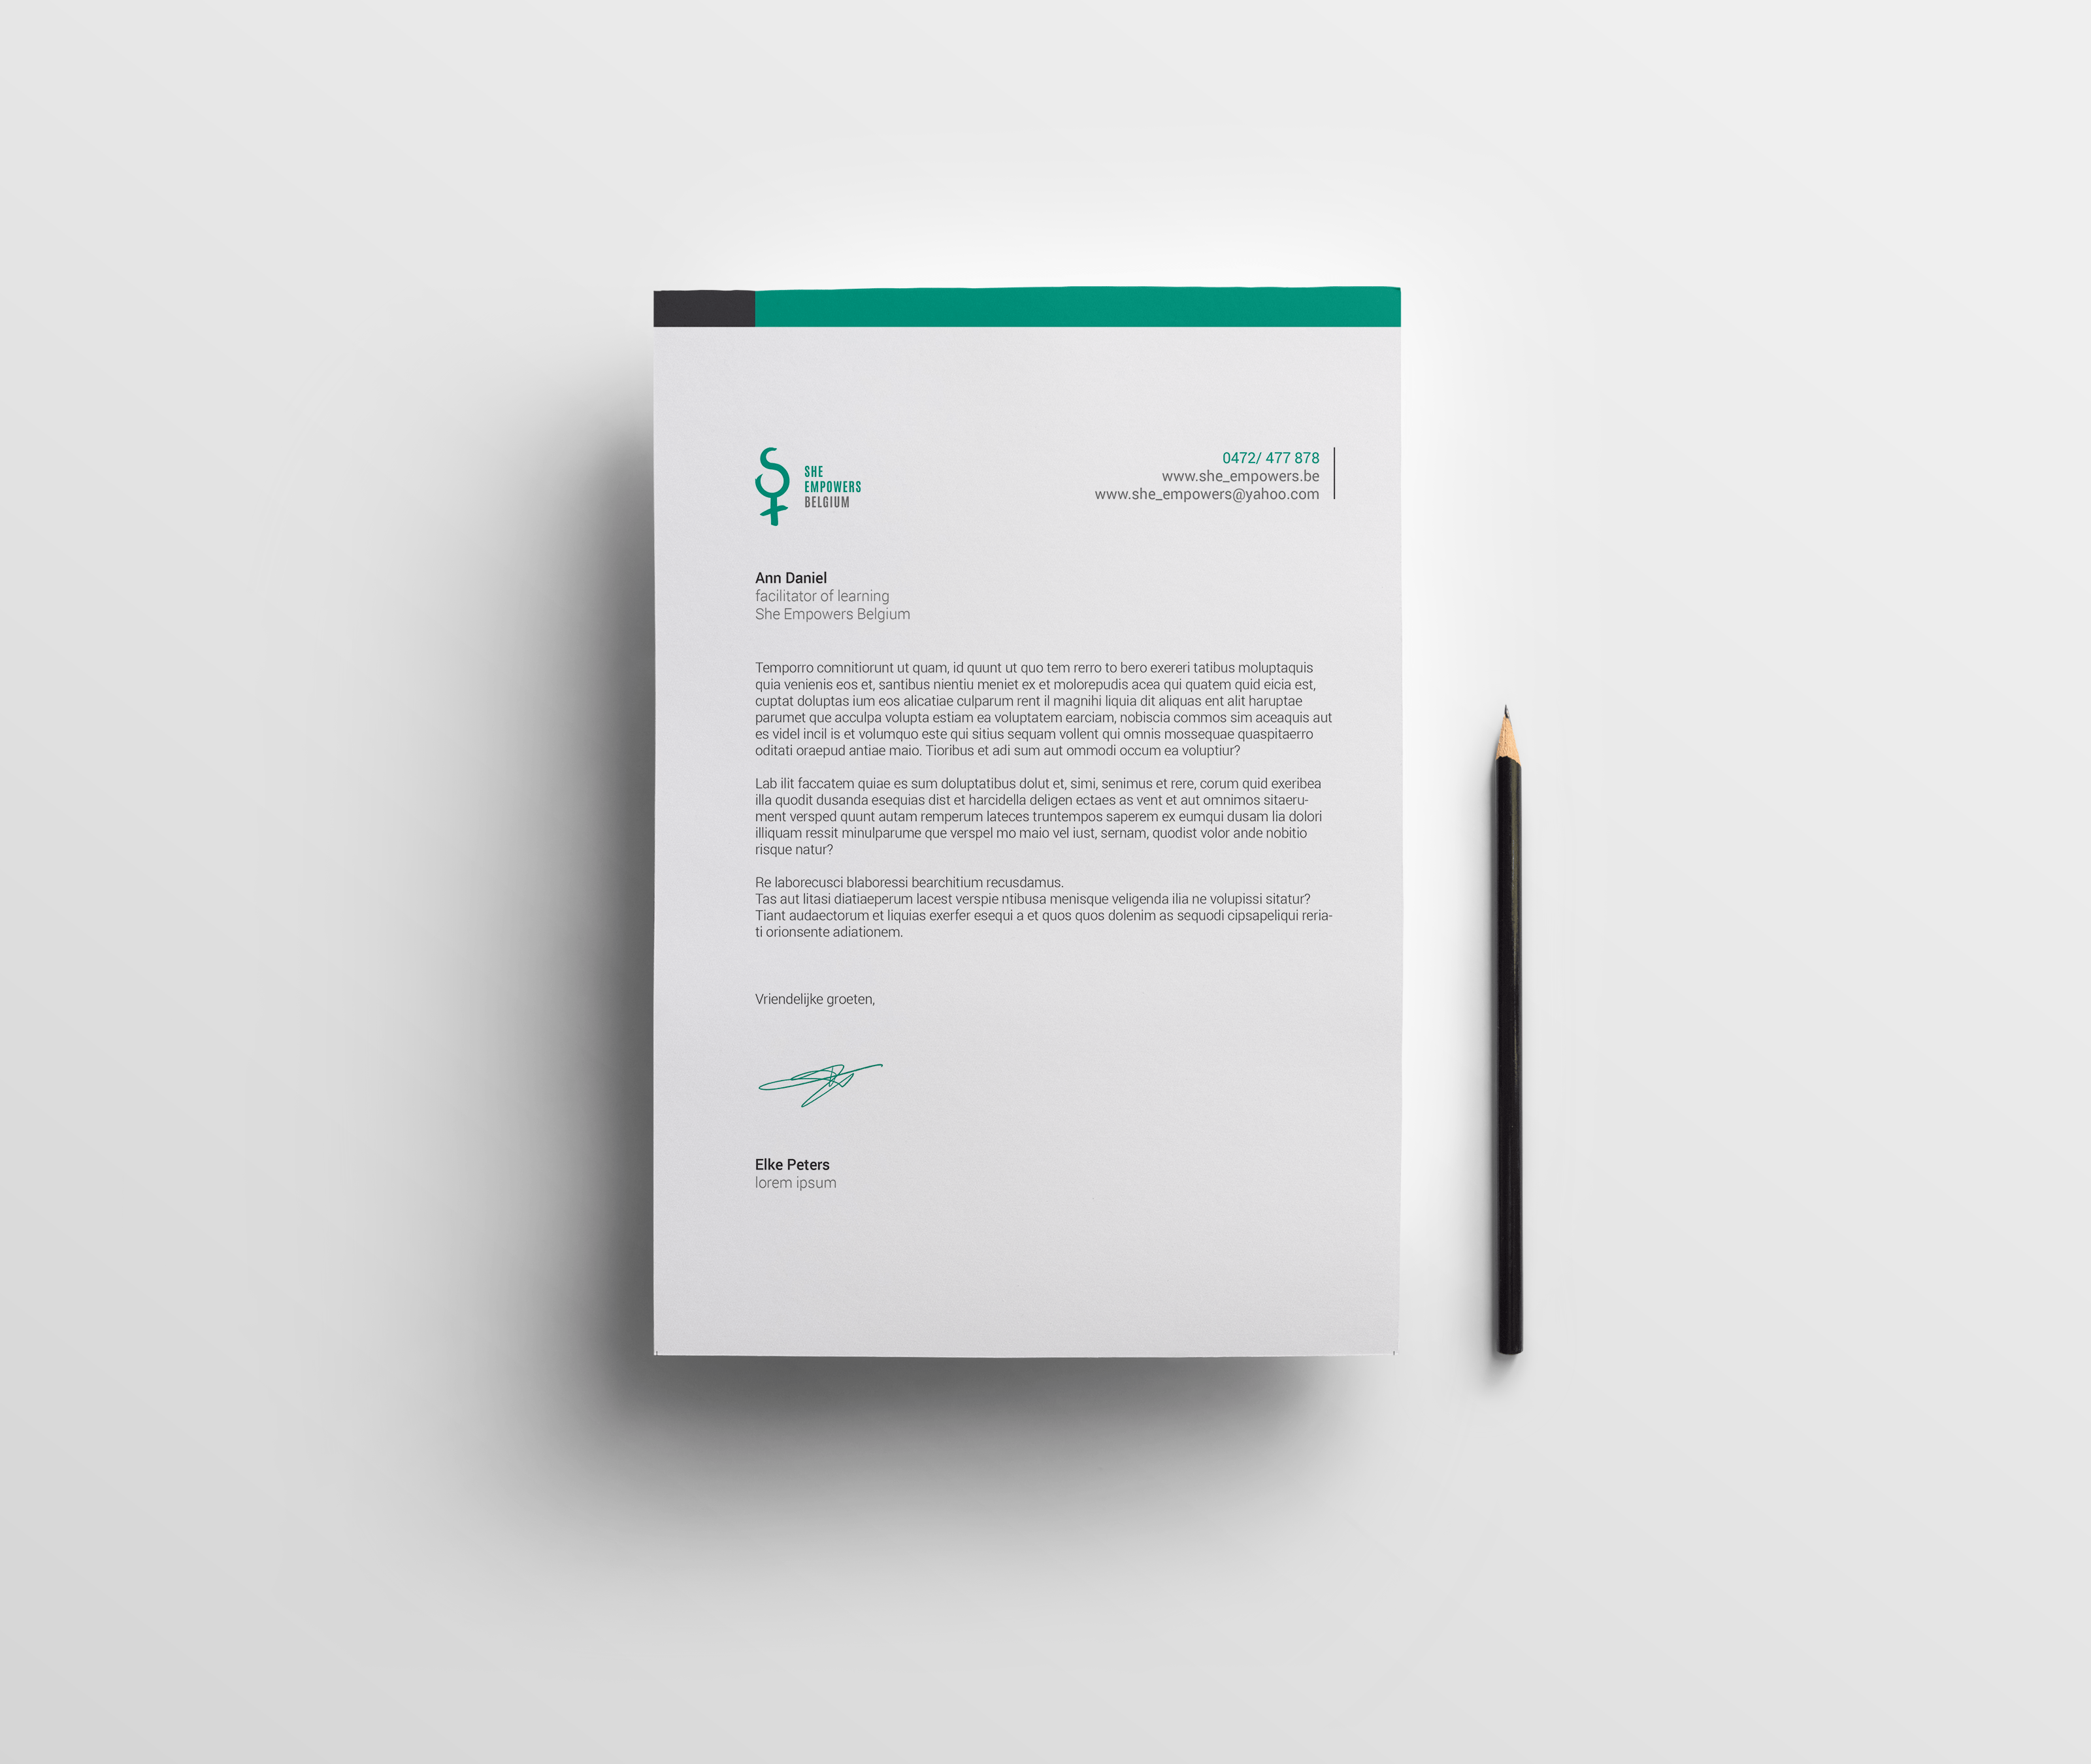 SHE
EMPOWERS
BELGIUM
0472/ 477 878
www.she_empowers.be
www.she_empowers@yahoo.com
Ann Daniel
facilitator of learning
She Empowers Belgium
Temporro comnitiorunt ut quam, id quunt ut quo tem rerro to bero exereri tatibus moluptaquis
quia venienis eos et, santibus nientiu meniet ex et molorepudis acea qui quatem quid eicia est,
cuptat doluptas ium eos alicatiae culparum rent il magnihi liquia dit aliquas ent alit haruptae
parumet que acculpa volupta estiam ea voluptatem earciam, nobiscia commos sim aceaquis aut
es videl incil is et volumquo este qui sitius sequam vollent qui omnis mossequae quaspitaerro
oditati oraepud antiae maio. Tioribus et adi sum aut ommodi occum ea voluptiur?
Lab ilit faccatem quiae es sum doluptatibus dolut et, simi, senimus et rere, corum quid exeribea
illa quodit dusanda esequias dist et harcidella deligen ectaes as vent et aut omnimos sitaeru-
ment versped quunt autam remperum lateces truntempos saperem ex eumqui dusam lia dolori
illiquam ressit minulparume que verspel mo maio vel iust, sernam, quodist volor ande nobitio
risque natur?
Re laborecusci blaboressi bearchitium recusdamus.
Tas aut litasi diatiaeperum lacest verspie ntibusa menisque veligenda ilia ne volupissi sitatur?
Tiant audaectorum et liquias exerfer esequi a et quos quos dolenim as sequodi cipsapeliqui reria-
ti orionsente adiationem.
Vriendelijke groeten,
Elke Peters
lorem ipsum